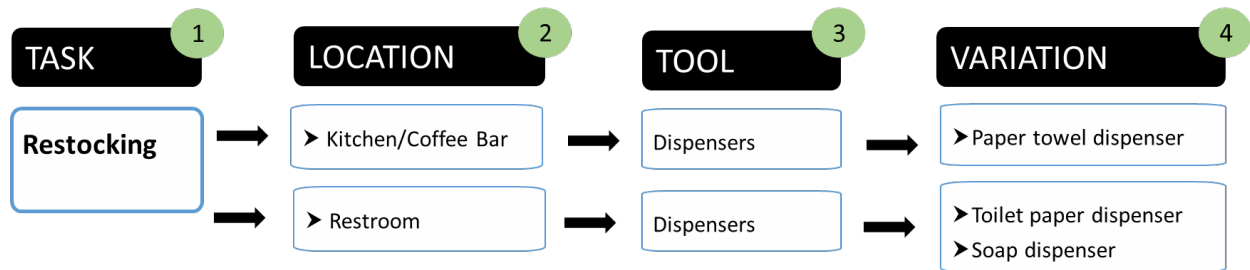 1
2
3
4
TASK
LOCATION
TOOL
VARIATION
Restocking
➤ Kitchen/Coffee Bar
Dispensers
➤ Paper towel dispenser
➤ Restroom
Dispensers
➤ Toilet paper dispenser
➤ Soap dispenser